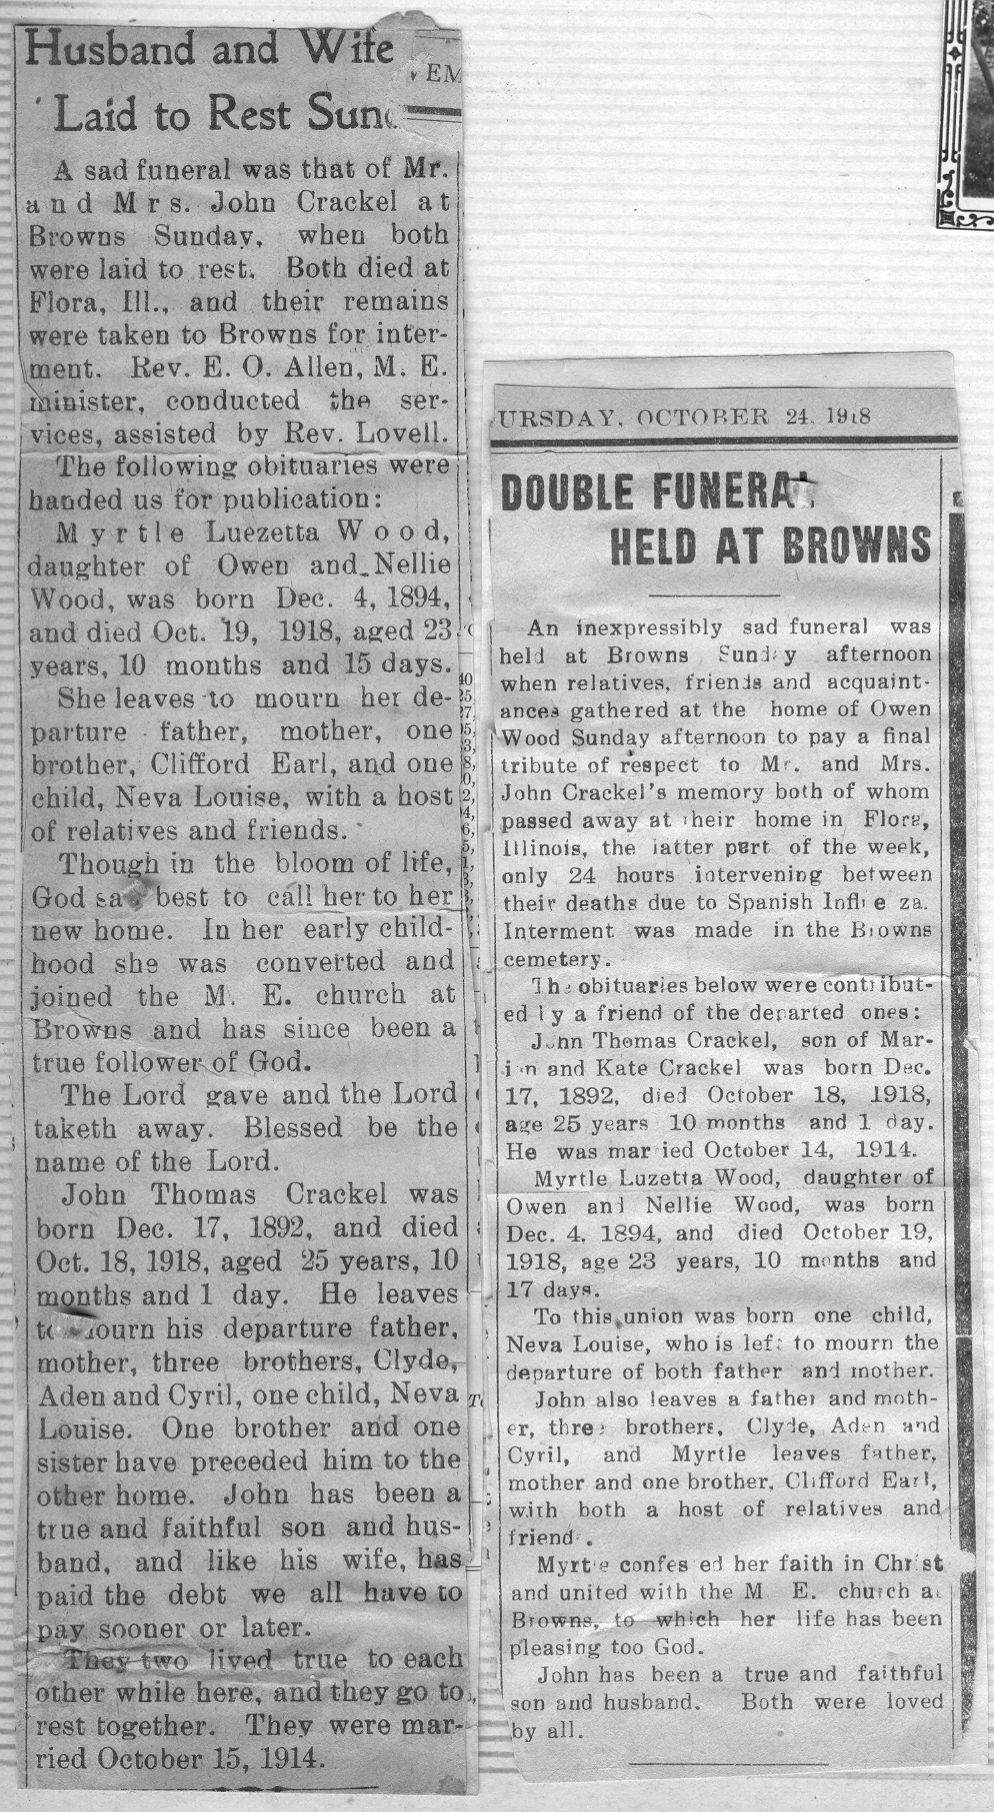 Husband and Wife
Laid to Rest
A sad funeral was that of Mr.
and Mrs. John Crackel at
Browns Sunday, when both
were laid to rest. Both died at
Flora, Ill., and their remains
were taken to Browns for inter-
ment. Rev. E. O. Allen, M. E.
minister, conducted the ser-
vices, assisted by Rev. Lovell.
The following obituaries were
handed us for publication:
Myrtle Luezetta Wood,
daughter of Owen and Nellie
Wood, was born Dec. 4, 1894,
and died Oct. 19, 1918, aged 23
years, 10 months and 15 days.
She leaves to mourn her de-
parture father, mother, one
brother, Clifford Earl, and one
child, Neva Louise, with a host
of relatives and friends.
Though in the bloom of life,
God saw best to call her to her
new home. In her early child-
hood she was converted and
joined the M. E. church at
Browns and has since been a
true follower of God.
The Lord gave and the Lord
taketh away. Blessed be the
name of the Lord.
John Thomas Crackel was
born Dec. 17, 1892, and died
Oct. 18, 1918, aged 25 years, 10
months and 1 day. He leaves
to mourn his departure father,
mother, three brothers, Clyde,
Aden and Cyril, one child, Neva
Louise. One brother and one
sister have preceded him to the
other home. John has been a
true and faithful son and hus-
band, and like his wife, has
paid the debt we all have to
pay sooner or later.
They two lived true to each
other while here, and they go to
rest together. They were mar-
ried October 15, 1914.
URSDAY, OCTOBER 24, 1918
DOUBLE FUNERAL
HELD AT BROWNS
An inexpressibly sad funeral was
held at Browns Sunday afternoon
when relatives, friends and acquaint-
ances gathered at the home of Owen
Wood Sunday afternoon to pay a final
tribute of respect to Mr. and Mrs.
John Crackel's memory both of whom
passed away at their home in Flora,
Illinois, the latter part of the week,
only 24 hours intervening between
their deaths due to Spanish Influenza.
Interment was made in the Browns
cemetery.
The obituaries below were contribut-
ed by a friend of the departed ones:
John Thomas Crackel, son of Mar-
ion and Kate Crackel was born Dec.
17, 1892, died October 18, 1918,
age 25 years 10 months and 1 day.
He was married October 14, 1914.
Myrtle Luzetta Wood, daughter of
Owen and Nellie Wood, was born
Dec. 4, 1894, and died October 19,
1918, age 23 years, 10 months and
17 days.
To this union was born one child,
Neva Louise, who is left to mourn the
departure of both father and mother.
John also leaves a father and moth-
er, three brothers, Clyde, Aden and
Cyril, and Myrtle leaves father,
mother and one brother, Clifford Earl,
with both a host of relatives and
friend.
Myrtle confessed her faith in Christ
and united with the M E. church at
Browns, to which her life has been
pleasing too God.
John has been a true and faithful
son and husband. Both were loved
by all.